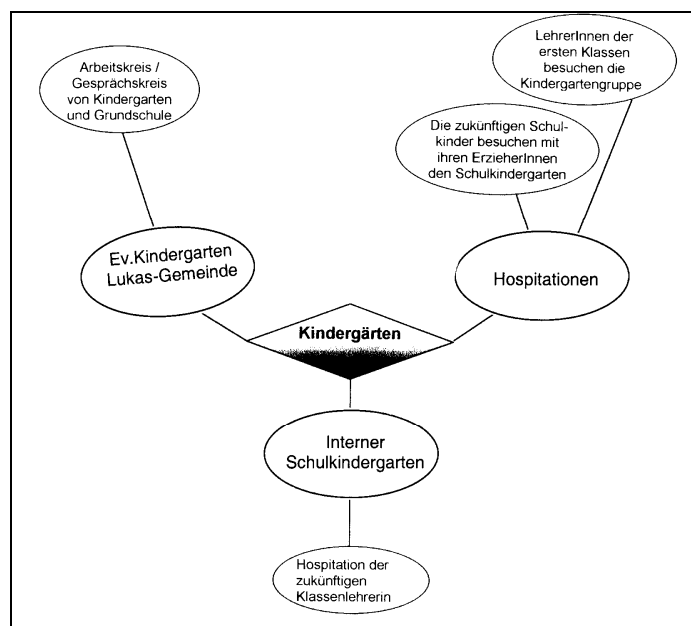 Arbeitskreis /
Gesprächskreis
von Kindergarten
und Grundschule
LehrerInnen der
ersten Klassen
besuchen die
Kindergartengruppe
Die zukünftigen Schul-
kinder besuchen mit
ihren ErzieherInnen
den Schulkindergarten
Ev.Kindergarten
Lukas-Gemeinde
Hospitationen
Kindergärten
Interner
Schulkindergarten
Hospitation der
zukünftigen
Klassenlehrerin